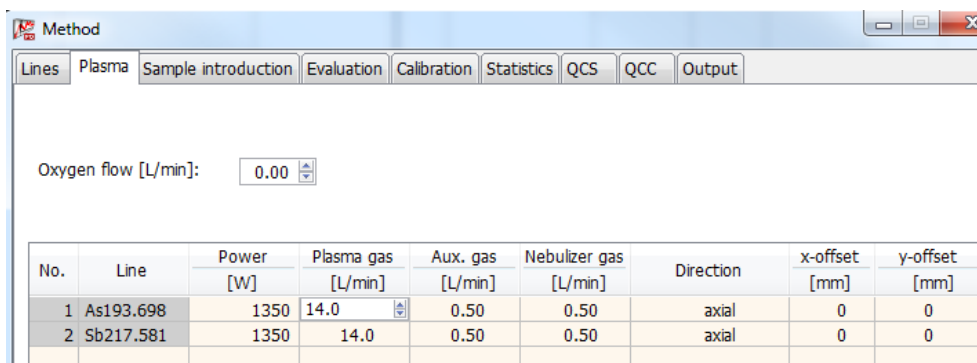 Method
Lines Plasma Sample introduction Evaluation Calibration Statistics QCS QCC Output
Oxygen flow [L/min]: 0.00
No. Line Power [W] Plasma gas [L/min] Aux. gas [L/min] Nebulizer gas [L/min] Direction x-offset [mm] y-offset [mm]
1 As193.698 1350 14.0 0.50 0.50 axial 0 0
2 Sb217.581 1350 14.0 0.50 0.50 axial 0 0